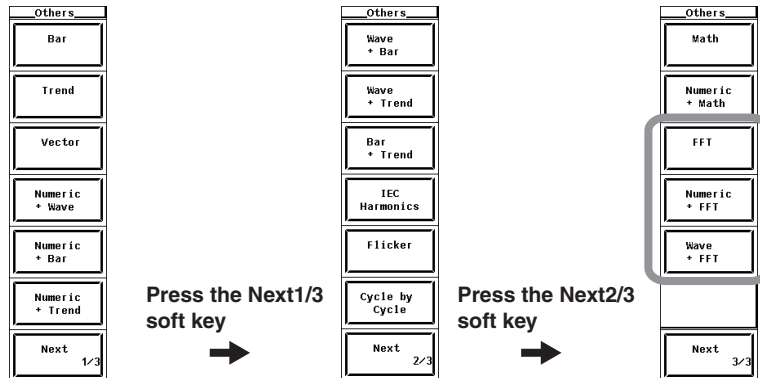 Others
Bar
Trend
Vector
Numeric
+ Wave
Numeric
+ Bar
Numeric
+ Trend
Next
1/3
Press the Next1/3
soft key
Others
Wave
+ Bar
Wave
+ Trend
Bar
+ Trend
IEC
Harmonics
Flicker
Cycle by
Cycle
Next
2/3
Press the Next2/3
soft key
Others
Math
Numeric
+ Math
FFT
Numeric
+ FFT
Wave
+ FFT
Next
3/3